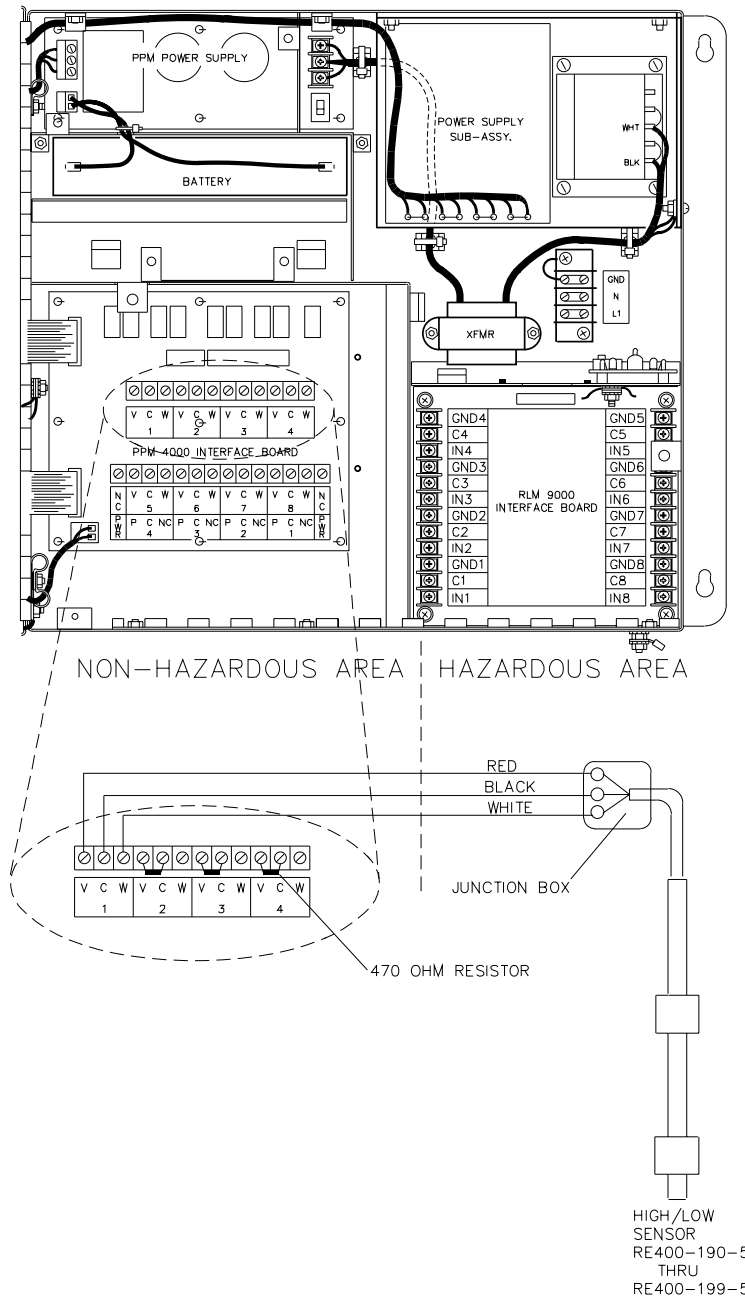 PPM POWER SUPPLY
POWER SUPPLY
SUB-ASSY.
WHT
BLK
BATTERY
GND
N
L1
XFMR
V C W V C W V C W V C W
1 2 3 4
PPM 4000 INTERFACE BOARD
NC V C W V C W V C W V C W NC
5 6 7 8
PWR P C NC P C NC P C NC P C NC PWR
4 3 2 1
GND4
C4
IN4
GND3
C3
IN3
GND2
C2
IN2
GND1
C1
IN1
RLM 9000
INTERFACE BOARD
GND5
C5
IN5
GND6
C6
IN6
GND7
C7
IN7
GND8
C8
IN8
NON-HAZARDOUS AREA
HAZARDOUS AREA
RED
BLACK
WHITE
JUNCTION BOX
V C W V C W V C W V C W
1 2 3 4
470 OHM RESISTOR
HIGH/LOW
SENSOR
RE400-190-5
THRU
RE400-199-5